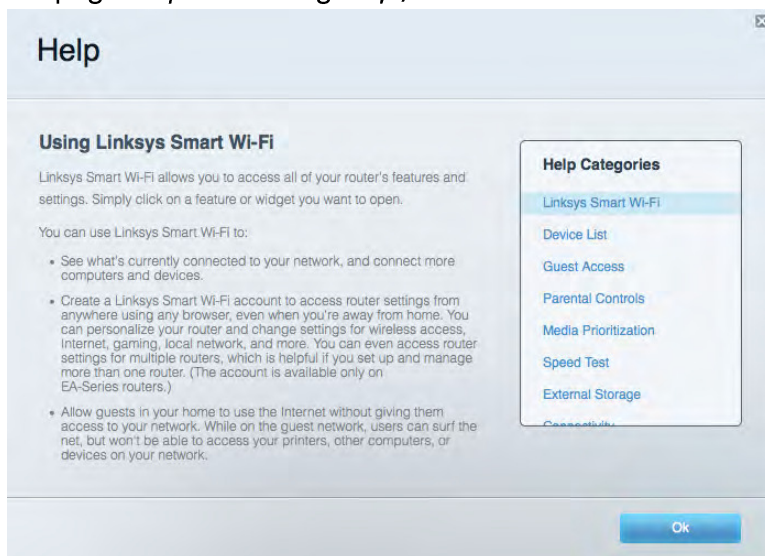 Help
Using Linksys Smart Wi-Fi
Linksys Smart Wi-Fi allows you to access all of your router's features and
settings. Simply click on a feature or widget you want to open.
You can use Linksys Smart Wi-Fi to:
• See what's currently connected to your network, and connect more
computers and devices.
• Create a Linksys Smart Wi-Fi account to access router settings from
anywhere using any browser, even when you're away from home. You
can personalize your router and change settings for wireless access,
Internet, gaming, local network, and more. You can even access router
settings for multiple routers, which is helpful if you set up and manage
more than one router. (The account is available only on
EA-Series routers.)
• Allow guests in your home to use the Internet without giving them
access to your network. While on the guest network, users can surf the
net, but won't be able to access your printers, other computers, or
devices on your network.
Help Categories
Linksys Smart Wi-Fi
Device List
Guest Access
Parental Controls
Media Prioritization
Speed Test
External Storage
Connectivity
Ok